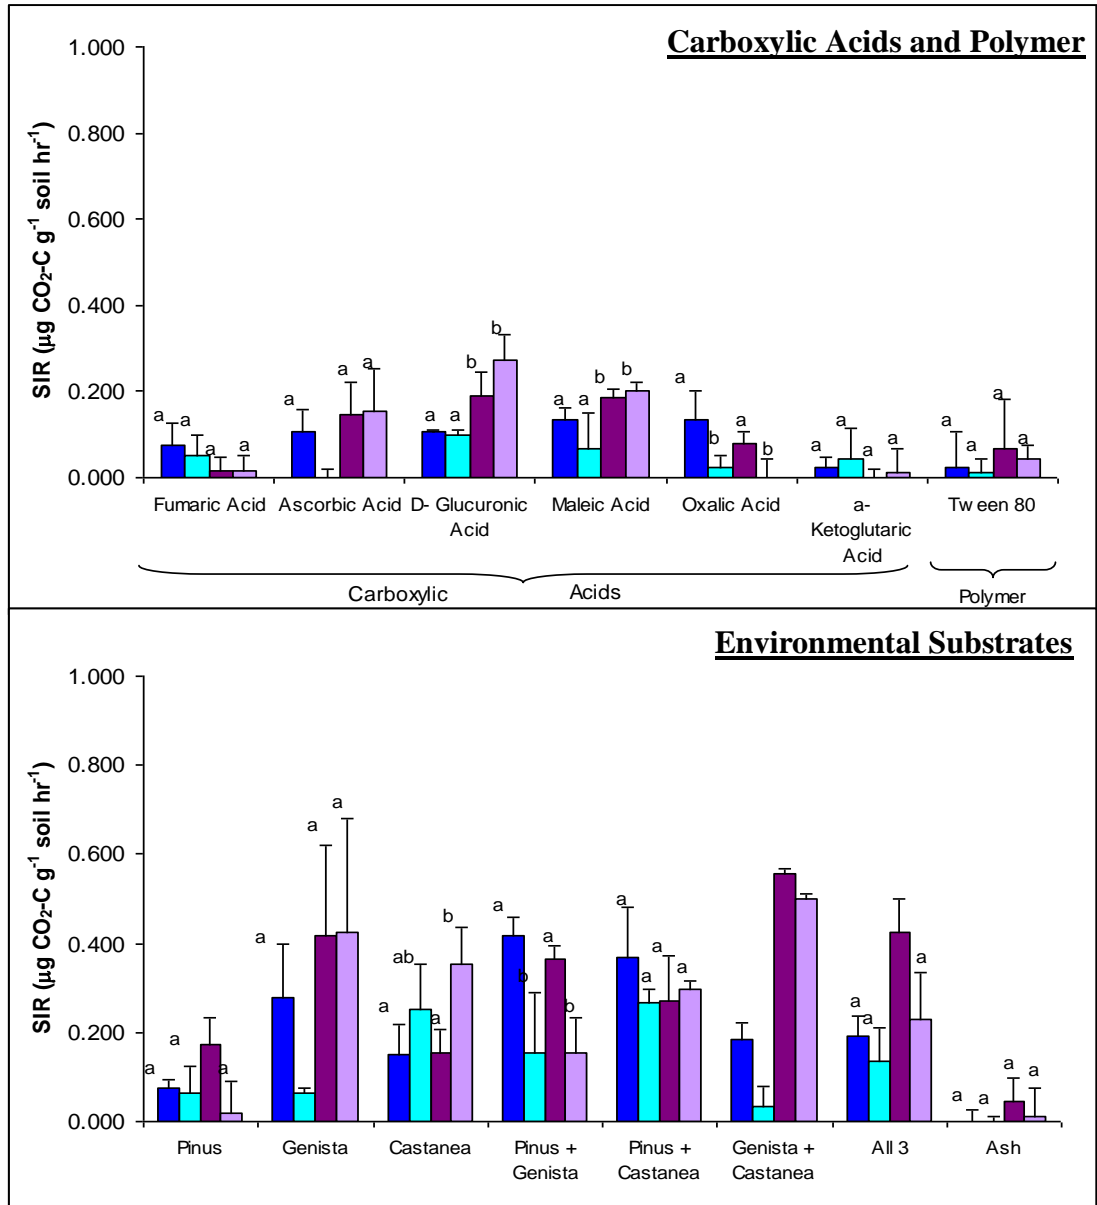 Carboxylic Acids and Polymer
SIR (µg CO₂-C g⁻¹ soil hr⁻¹)
1.000
0.800
0.600
0.400
0.200
0.000
a a a a
a a a
a a b b
a a b b
a b a b
a a a a
a a a a
Fumaric Acid Ascorbic Acid D- Glucuronic Maleic Acid Oxalic Acid a- Tween 80
Acid Ketoglutaric
Acid
Carboxylic Acids Polymer
Environmental Substrates
SIR (µg CO₂-C g⁻¹ soil hr⁻¹)
1.000
0.800
0.600
0.400
0.200
0.000
a a a
a a a
a ab a b
a b a b
a a a a
a a a
a a a a
Pinus Genista Castanea Pinus + Pinus + Genista + All 3 Ash
Genista Castanea Castanea